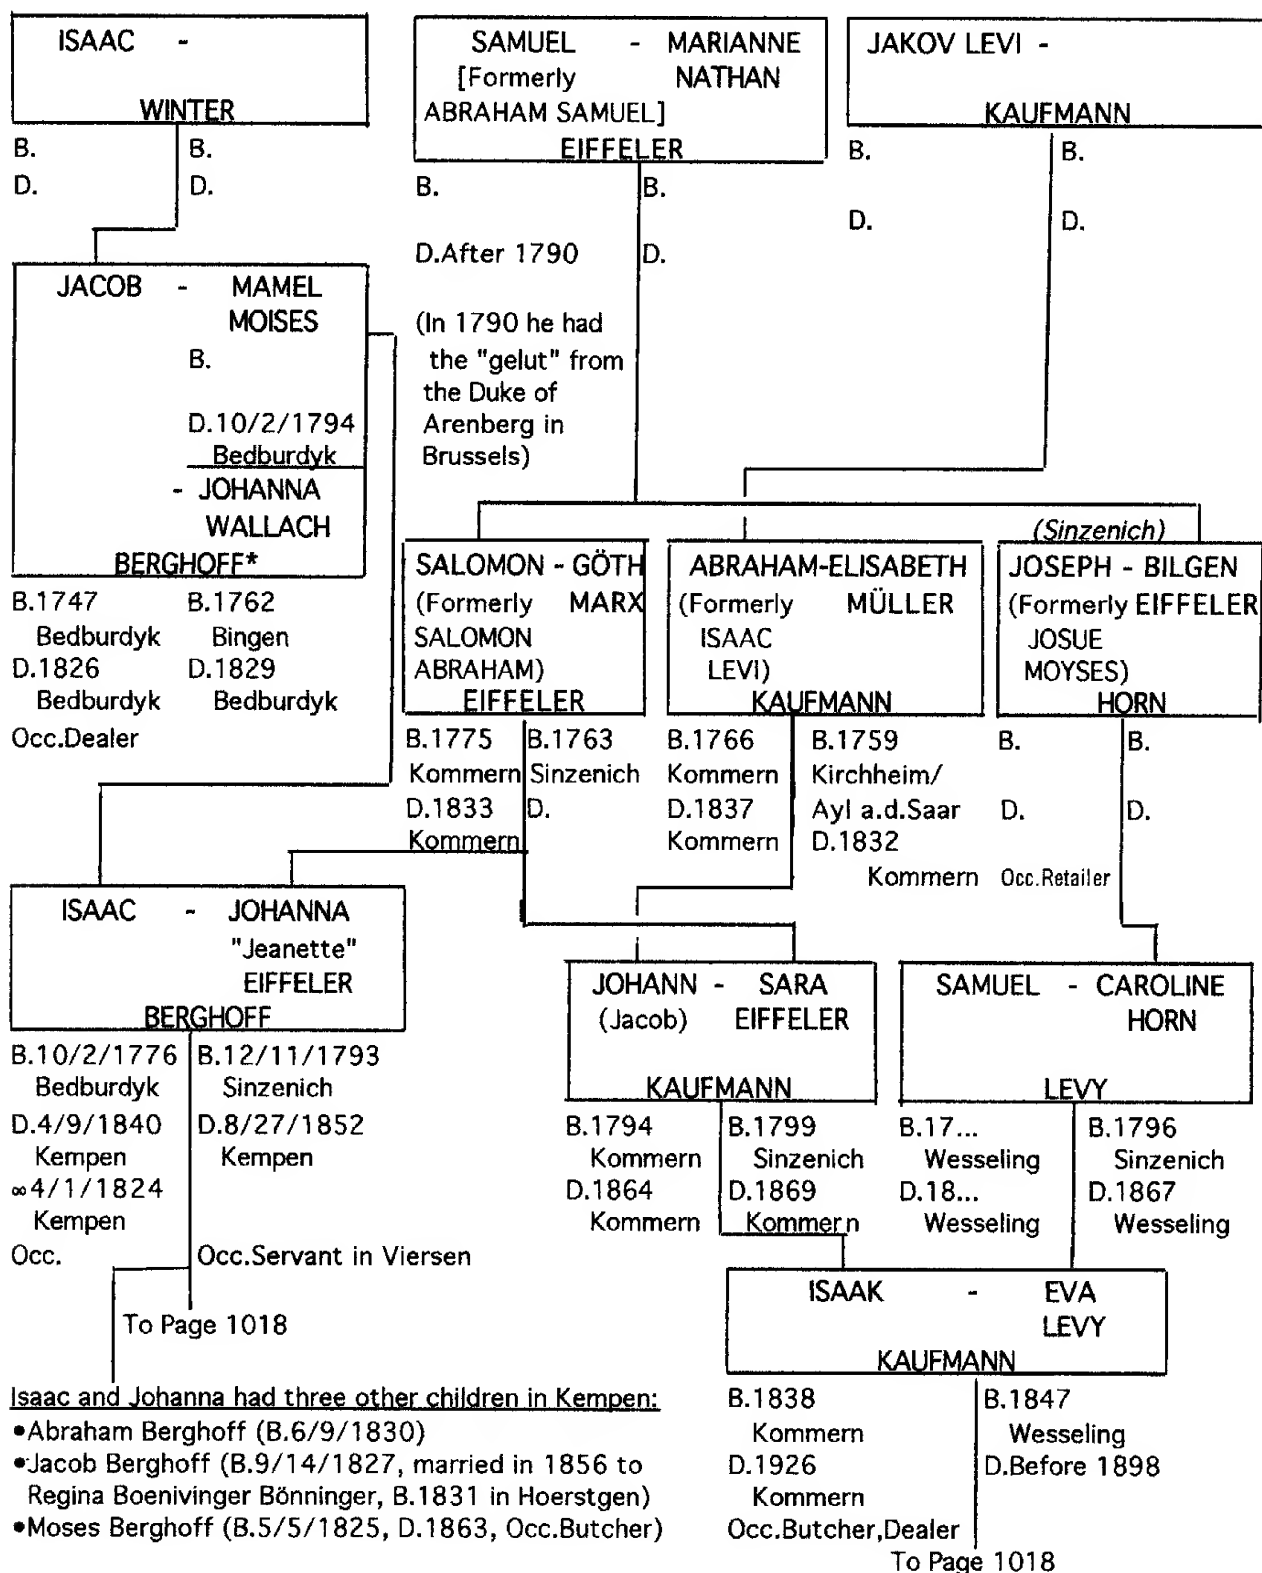 ISAAC -
WINTER
B. B.
D. D.
SAMUEL - MARIANNE
[Formerly NATHAN
ABRAHAM SAMUEL]
EIFFELER
B. B.
D.After 1790 D.
(In 1790 he had
the "gelut" from
the Duke of
Arenberg in
Brussels)
JAKOV LEVI -
KAUFMANN
B. B.
D. D.
JACOB - MAMEL
MOISES
B.
D.10/2/1794
Bedburdyk
- JOHANNA
WALLACH
BERGHOFF*
B.1747 B.1762
Bedburdyk Bingen
D.1826 D.1829
Bedburdyk Bedburdyk
Occ.Dealer
SALOMON - GÖTH
(Formerly MARX
SALOMON
ABRAHAM)
EIFFELER
B.1775 B.1763
Kommern Sinzenich
D.1833 D.
Kommern
ABRAHAM-ELISABETH
(Formerly MÜLLER
ISAAC
LEVI)
KAUFMANN
B.1766 B.1759
Kommern Kirchheim/
D.1837 Ayl a.d.Saar
Kommern D.1832
Kommern
(Sinzenich)
JOSEPH - BILGEN
(Formerly EIFFELER
JOSUE
MOYSES)
HORN
B. B.
D. D.
Occ.Retailer
ISAAC - JOHANNA
"Jeanette"
EIFFELER
BERGHOFF
B.10/2/1776 B.12/11/1793
Bedburdyk Sinzenich
D.4/9/1840 D.8/27/1852
Kempen Kempen
∞4/1/1824
Kempen
Occ. Occ.Servant in Viersen
To Page 1018
JOHANN - SARA
(Jacob) EIFFELER
KAUFMANN
B.1794 B.1799
Kommern Sinzenich
D.1864 D.1869
Kommern Kommern
SAMUEL - CAROLINE
HORN
LEVY
B.17... B.1796
Wesseling Sinzenich
D.18... D.1867
Wesseling Wesseling
ISAAK - EVA
LEVY
KAUFMANN
B.1838 B.1847
Kommern Wesseling
D.1926 D.Before 1898
Kommern
Occ.Butcher,Dealer
To Page 1018
Isaac and Johanna had three other children in Kempen:
•Abraham Berghoff (B.6/9/1830)
•Jacob Berghoff (B.9/14/1827, married in 1856 to
Regina Boenivinger Bönninger, B.1831 in Hoerstgen)
•Moses Berghoff (B.5/5/1825, D.1863, Occ.Butcher)